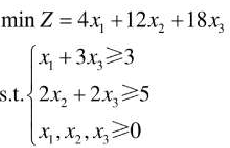 min Z = 4x₁ + 12x₂ + 18x₃
s.t. { x₁ + 3x₃ ⩾ 3
2x₂ + 2x₃ ⩾ 5
x₁, x₂, x₃ ⩾ 0